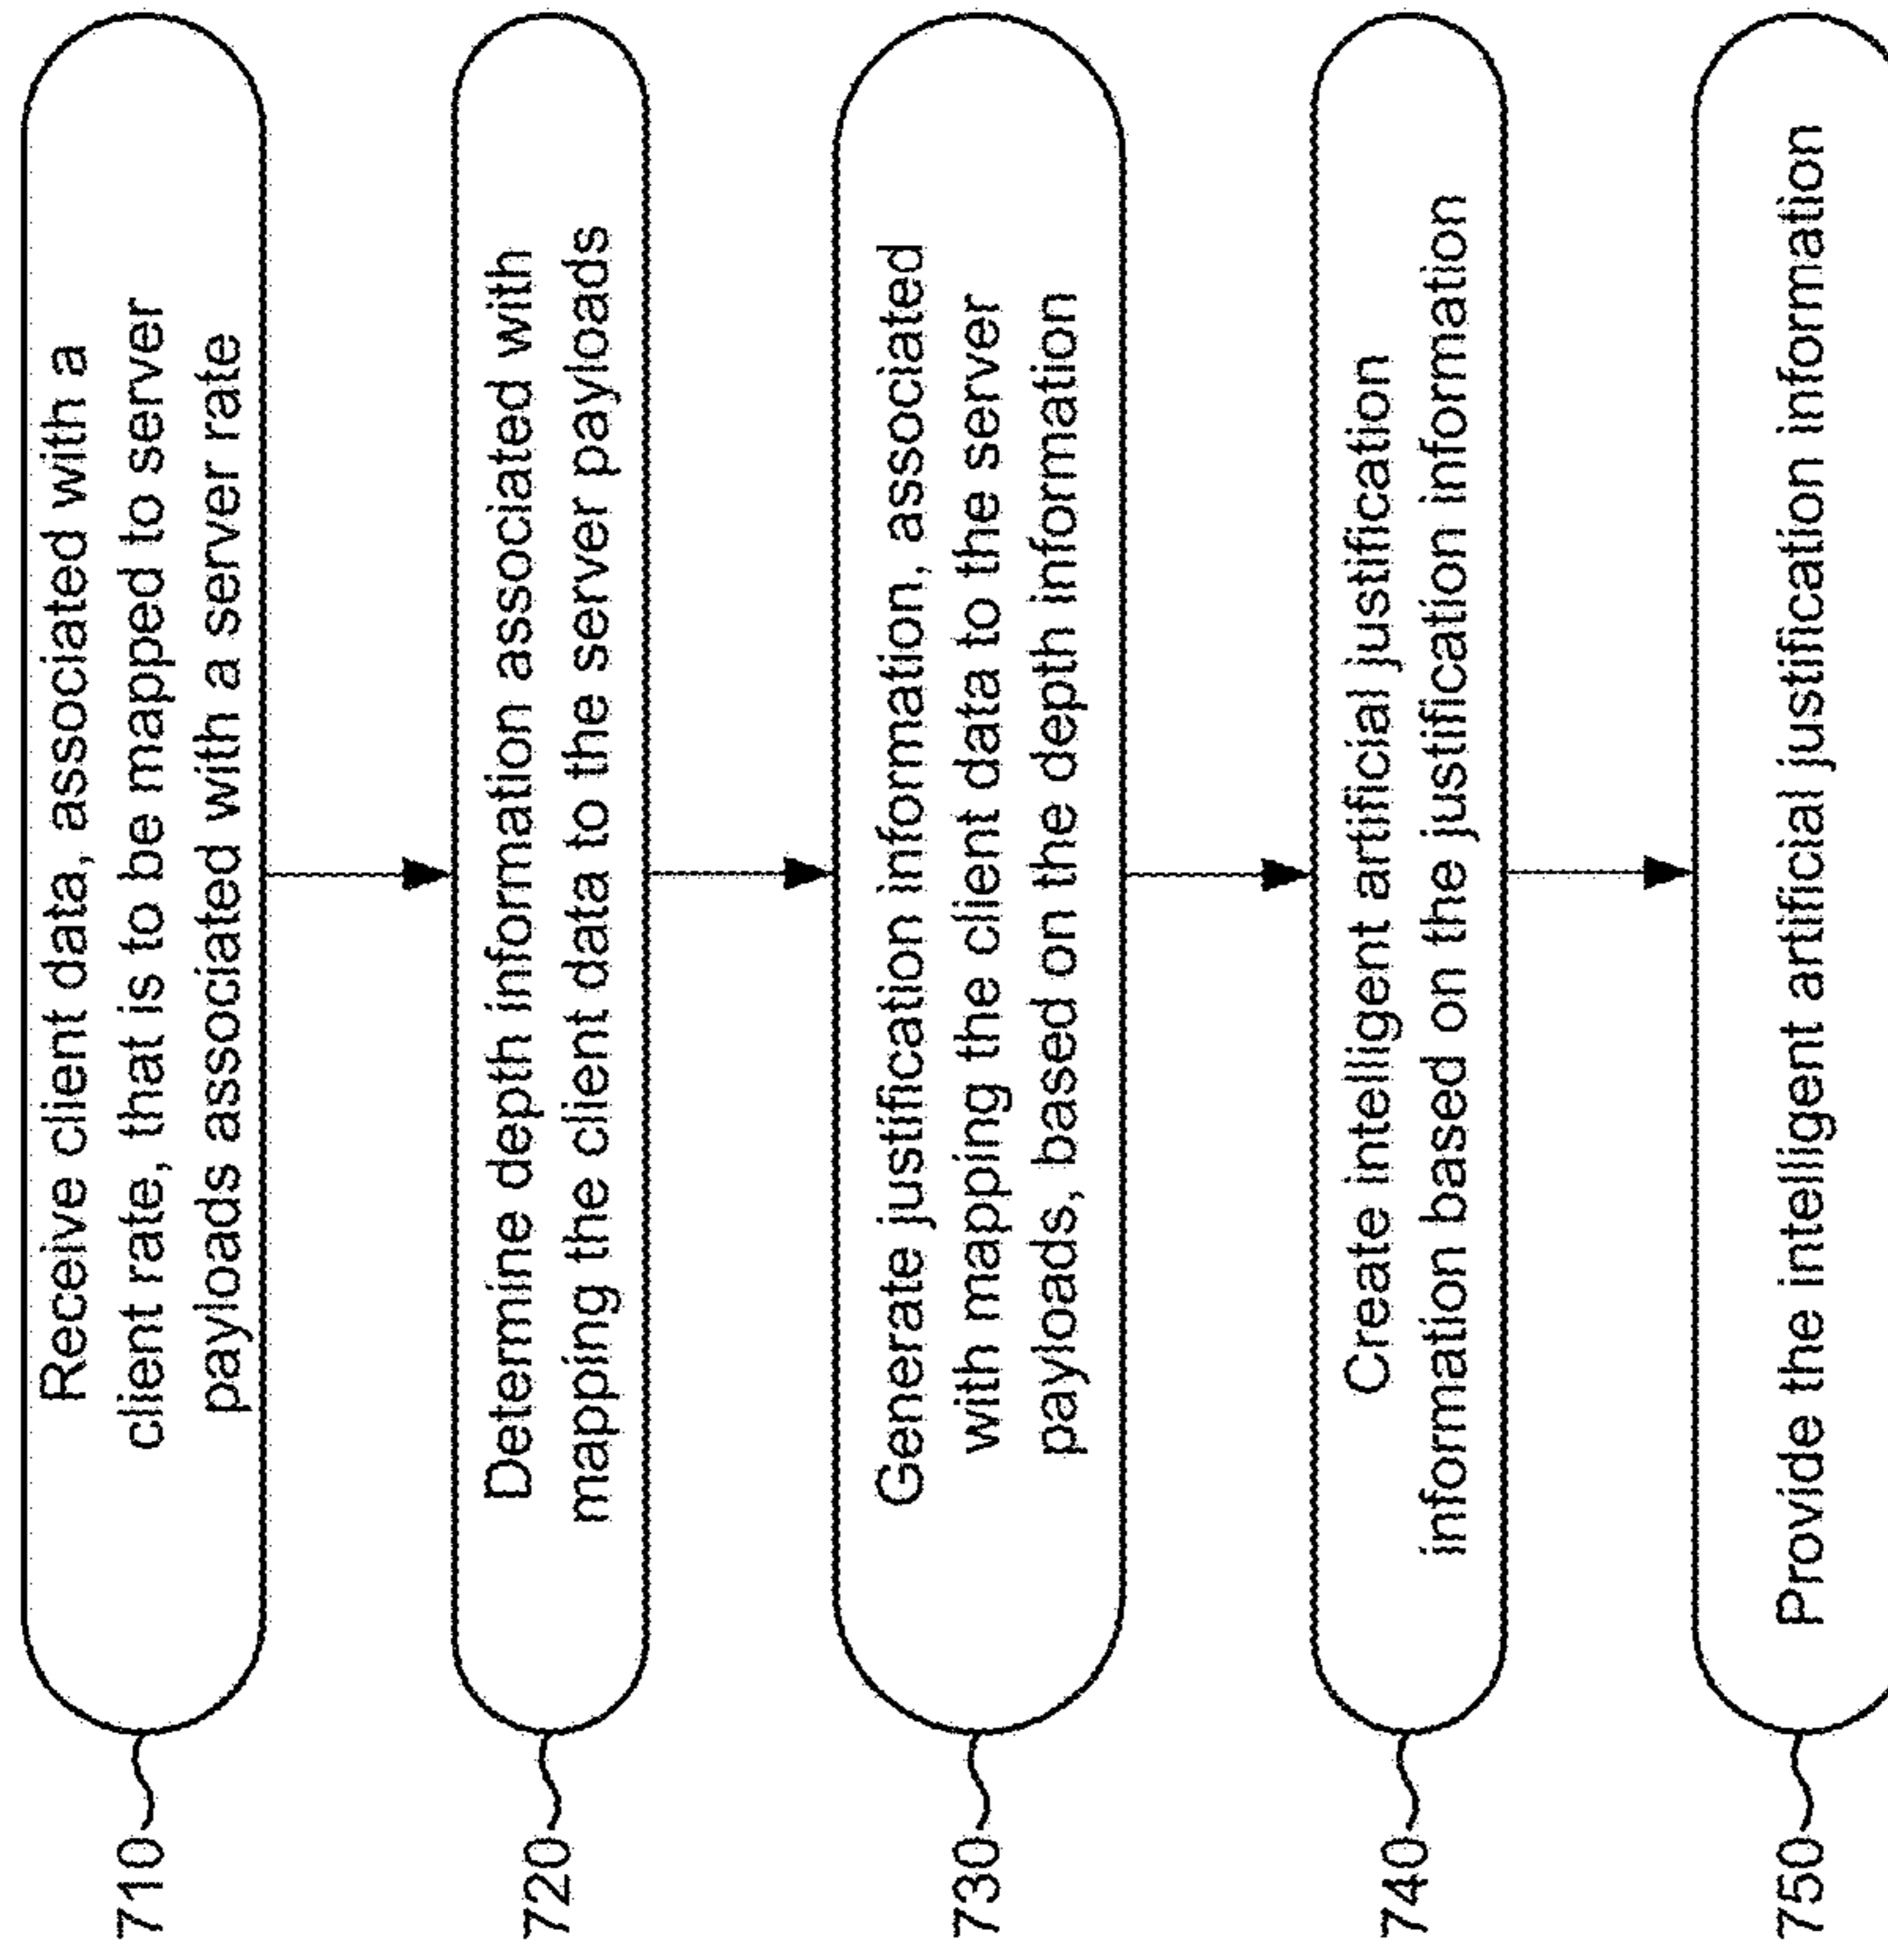 710
Receive client data, associated with a
client rate, that is to be mapped to server
payloads associated with a server rate
720
Determine depth information associated with
mapping the client data to the server payloads
730
Generate justification information, associated
with mapping the client data to the server
payloads, based on the depth information
740
Create intelligent artificial justification
information based on the justification information
750
Provide the intelligent artificial justification information